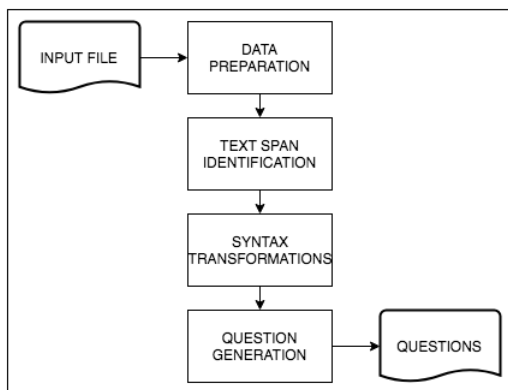 INPUT FILE
DATA
PREPARATION
TEXT SPAN
IDENTIFICATION
SYNTAX
TRANSFORMATIONS
QUESTION
GENERATION
QUESTIONS